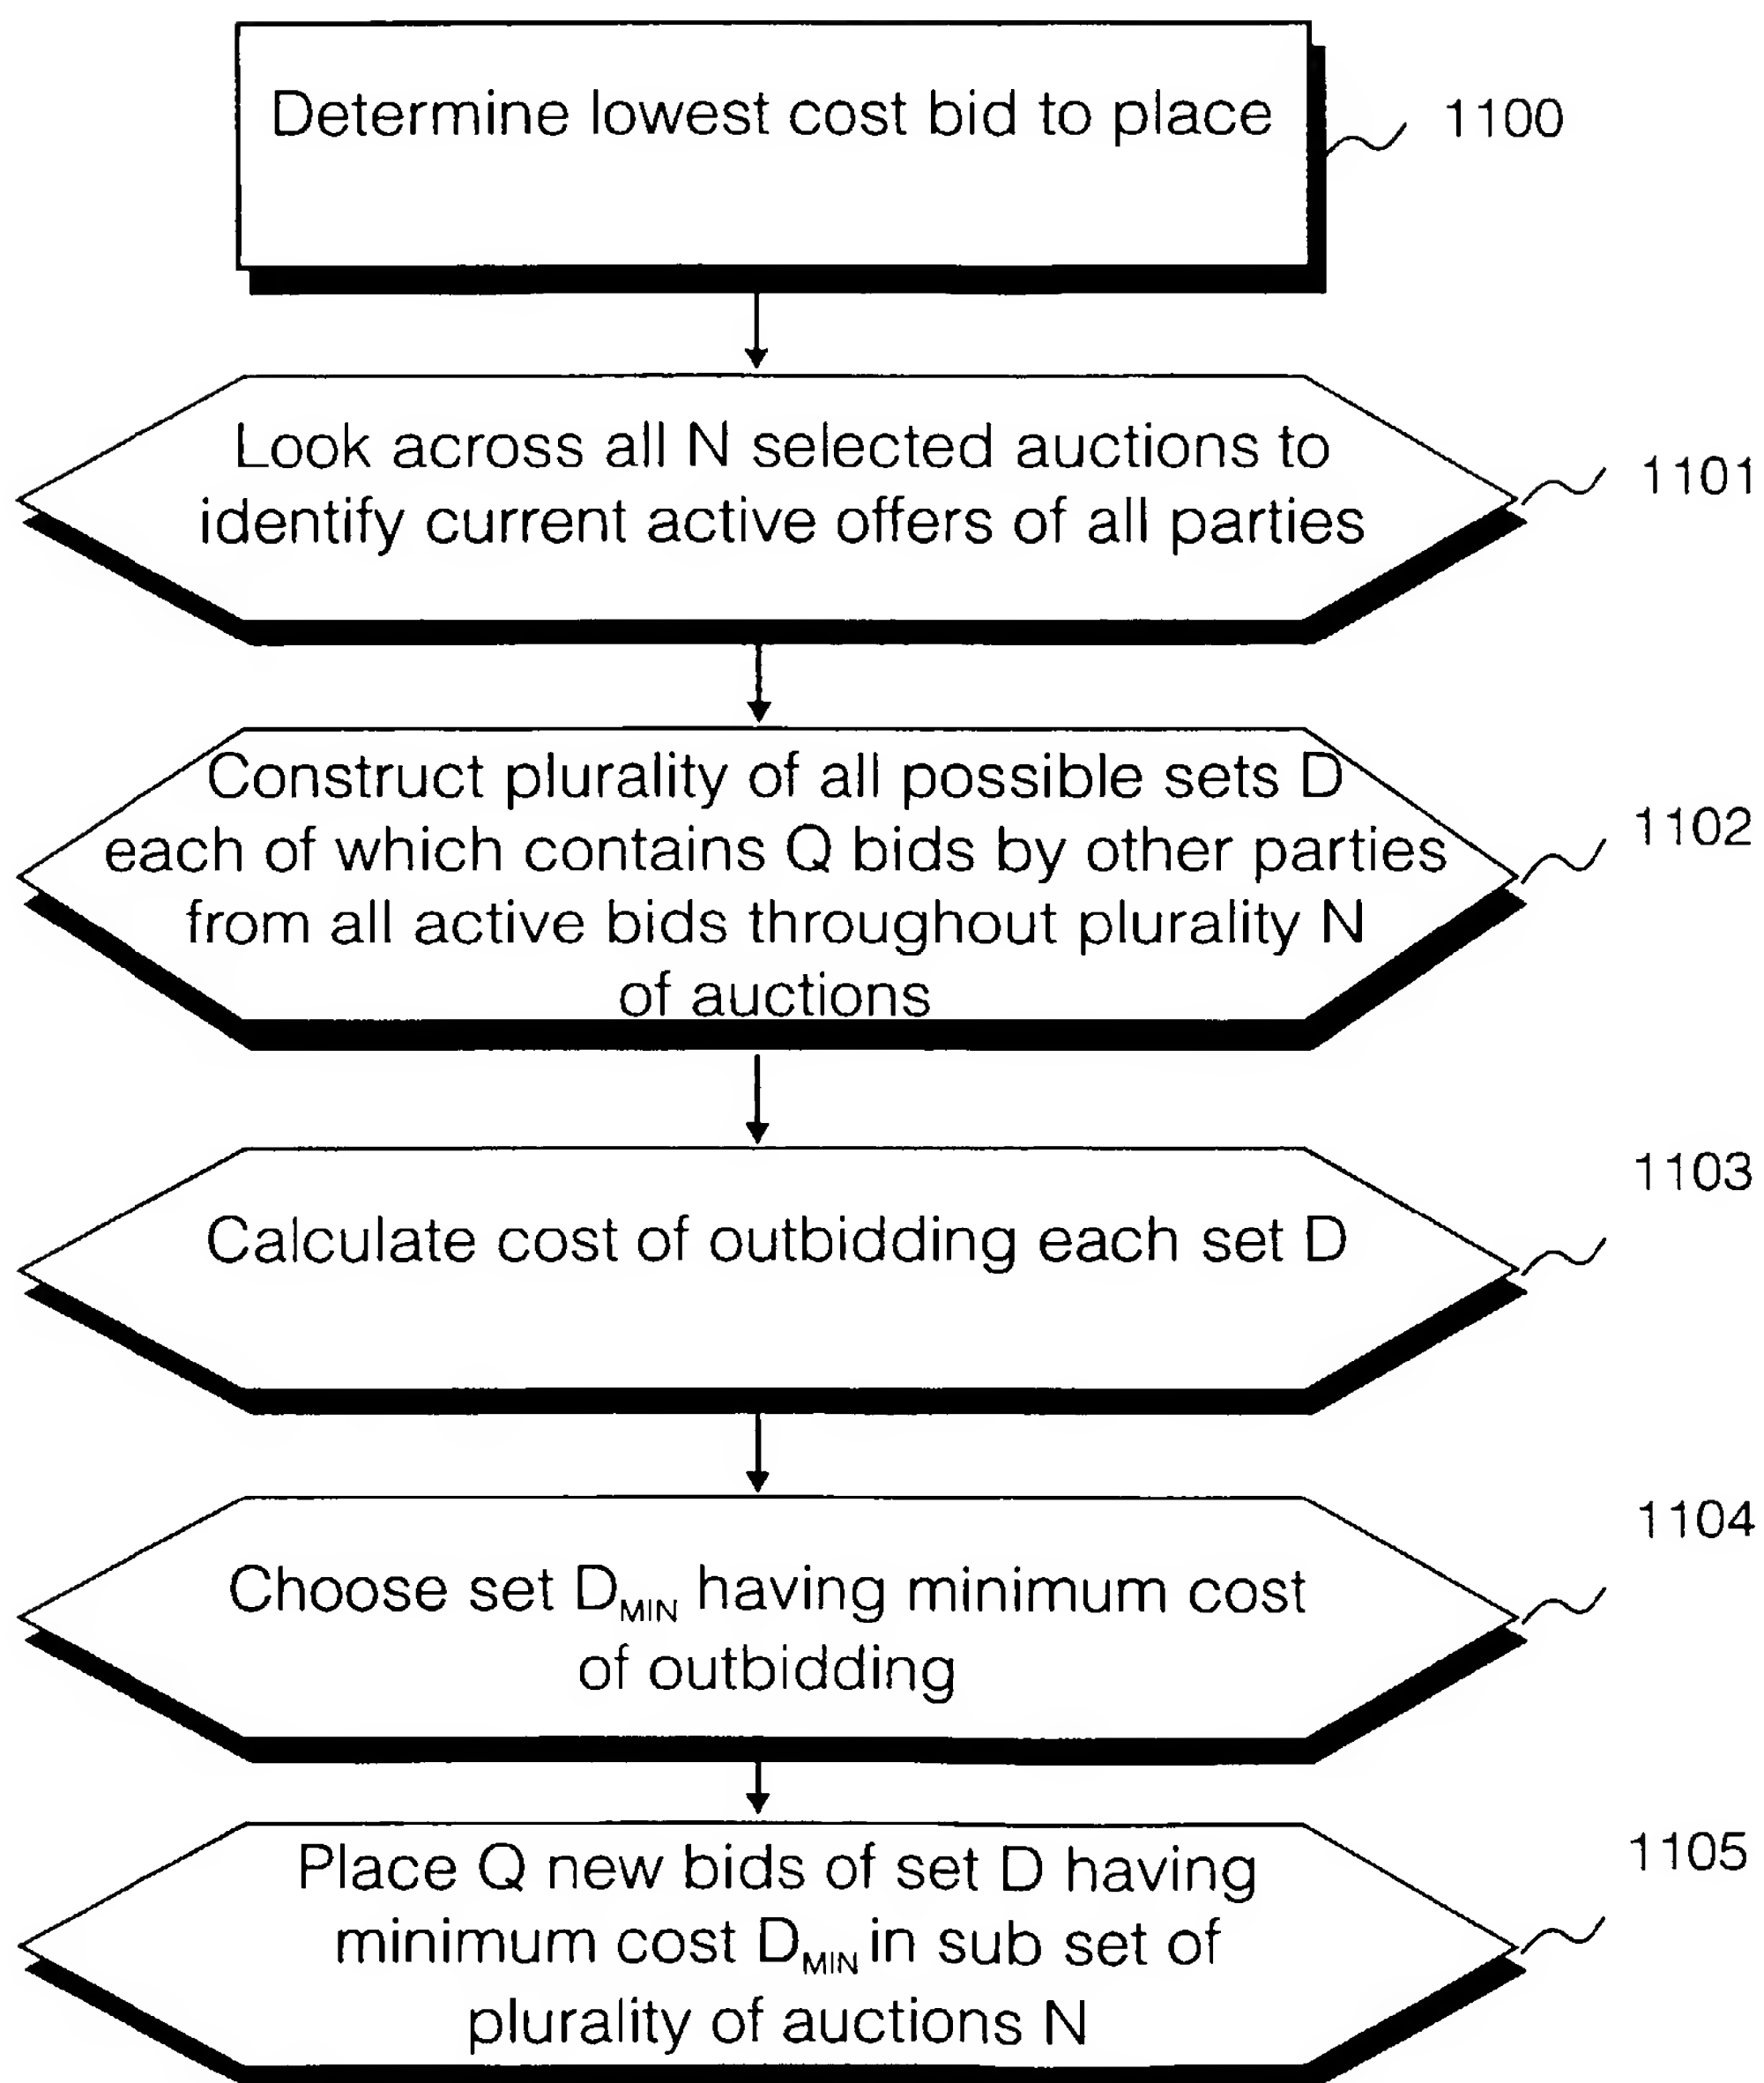 Determine lowest cost bid to place
1100
Look across all N selected auctions to
identify current active offers of all parties
1101
Construct plurality of all possible sets D
each of which contains Q bids by other parties
from all active bids throughout plurality N
of auctions
1102
Calculate cost of outbidding each set D
1103
Choose set D_MIN having minimum cost
of outbidding
1104
Place Q new bids of set D having
minimum cost D_MIN in sub set of
plurality of auctions N
1105